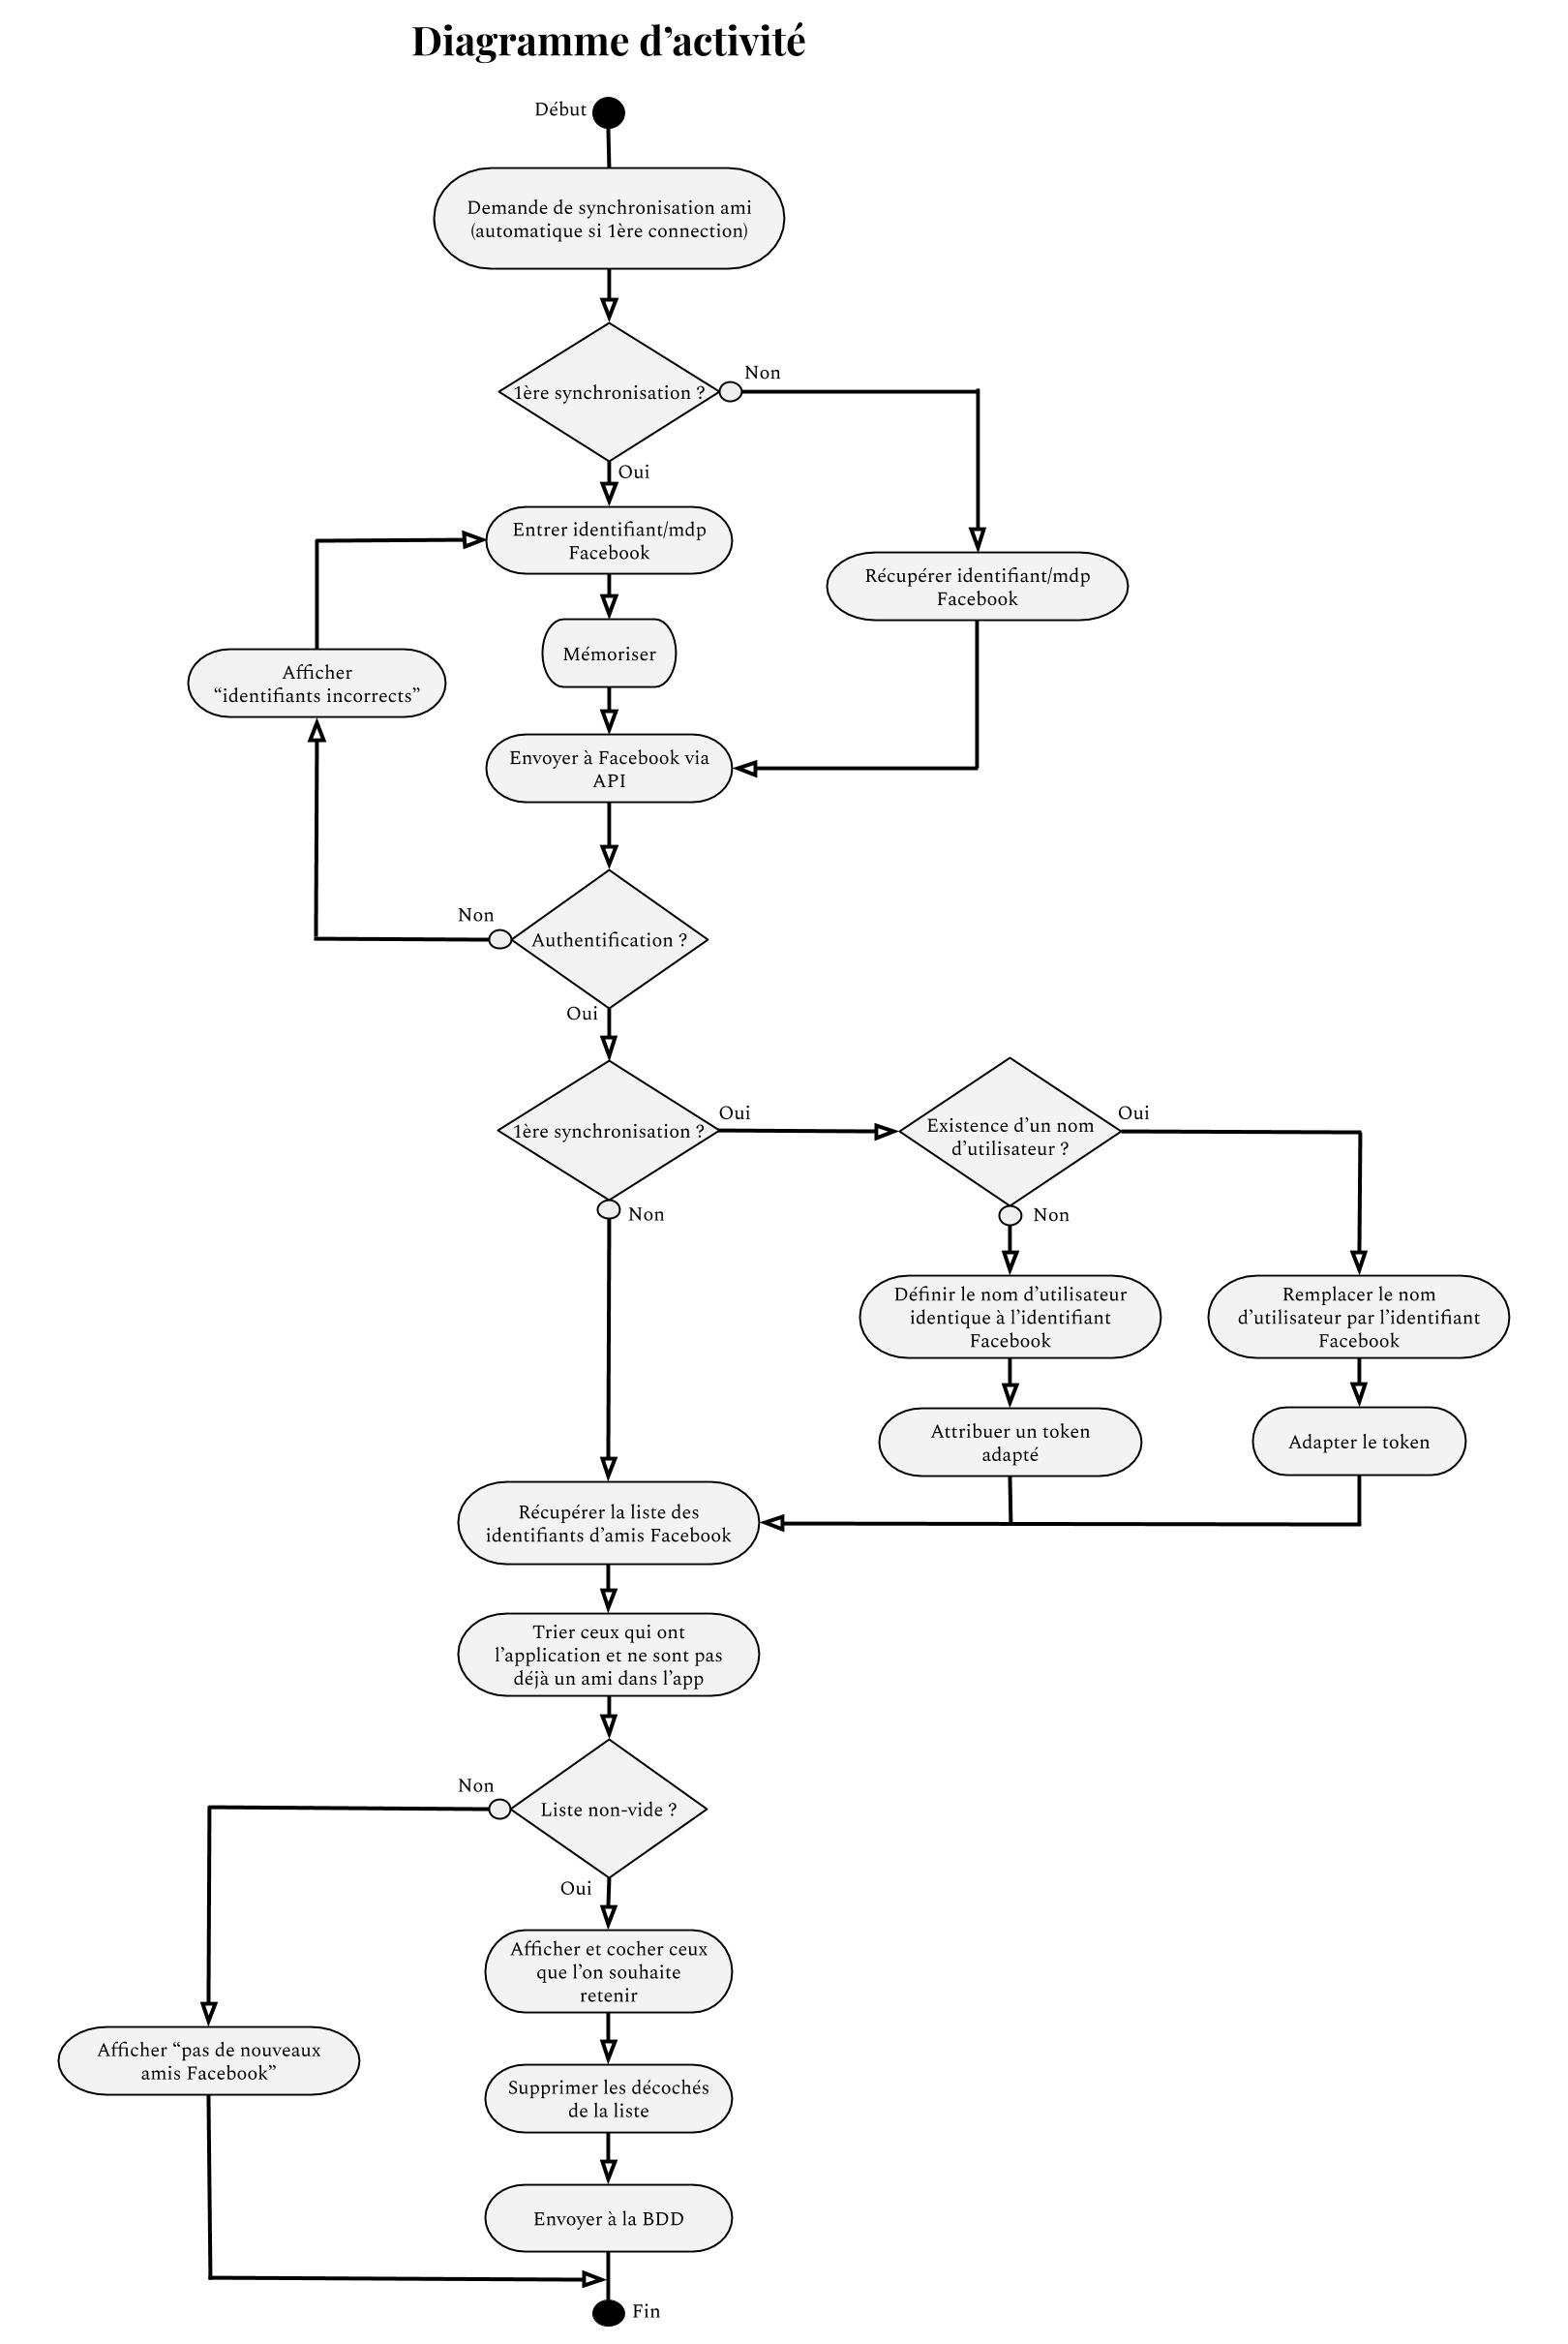 Diagramme d’activité
Début
Demande de synchronisation ami
(automatique si 1ère connection)
1ère synchronisation ?
Non
Oui
Entrer identifiant/mdp
Facebook
Récupérer identifiant/mdp
Facebook
Mémoriser
Afficher
“identifiants incorrects”
Envoyer à Facebook via
API
Non
Authentification ?
Oui
1ère synchronisation ?
Oui
Existence d’un nom
d’utilisateur ?
Oui
Non
Non
Définir le nom d’utilisateur
identique à l’identifiant
Facebook
Remplacer le nom
d’utilisateur par l’identifiant
Facebook
Attribuer un token
adapté
Adapter le token
Récupérer la liste des
identifiants d’amis Facebook
Trier ceux qui ont
l’application et ne sont pas
déjà un ami dans l’app
Non
Liste non-vide ?
Oui
Afficher et cocher ceux
que l’on souhaite
retenir
Afficher “pas de nouveaux
amis Facebook”
Supprimer les décochés
de la liste
Envoyer à la BDD
Fin